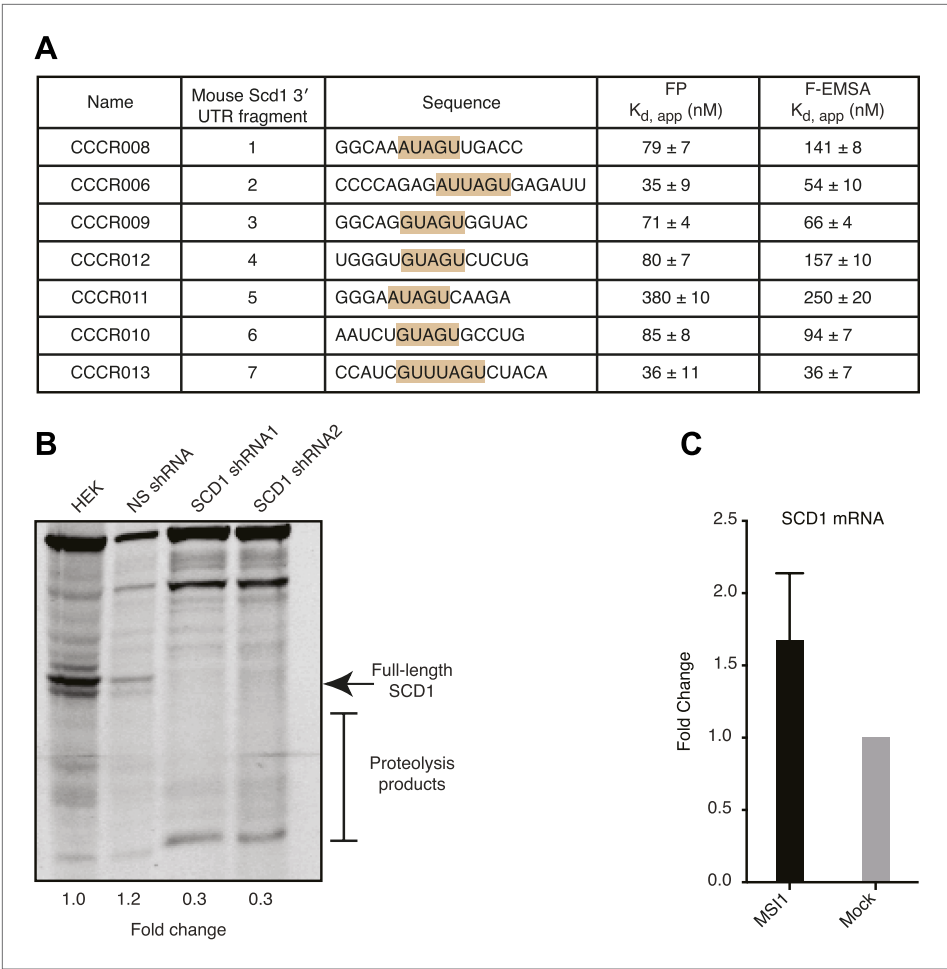 A
Name Mouse Scd1 3′ UTR fragment Sequence FP Kd, app (nM) F-EMSA Kd, app (nM)
CCCR008 1 GGCAAAUAGUUGACC 79 ± 7 141 ± 8
CCCR006 2 CCCCAGAGAUUAGUGAGAUU 35 ± 9 54 ± 10
CCCR009 3 GGCAGGUAGUGGUAC 71 ± 4 66 ± 4
CCCR012 4 UGGGUGUAGUCUCUG 80 ± 7 157 ± 10
CCCR011 5 GGGAAUAGUCAAGA 380 ± 10 250 ± 20
CCCR010 6 AAUCUGUAGUGCCUG 85 ± 8 94 ± 7
CCCR013 7 CCAUCGUUUAGUCUACA 36 ± 11 36 ± 7
B
HEK NS shRNA SCD1 shRNA1 SCD1 shRNA2
Full-length
SCD1
Proteolysis
products
1.0 1.2 0.3 0.3
Fold change
C
SCD1 mRNA
Fold Change
2.5
2.0
1.5
1.0
0.5
0.0
MSI1 Mock